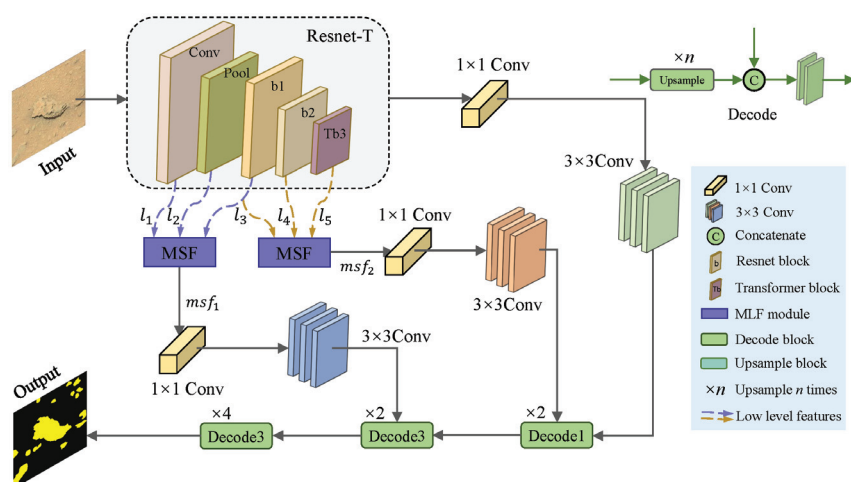 Resnet-T
Conv
Pool
b1
b2
Tb3
Input
1×1 Conv
×n
Upsample
C
Decode
3×3Conv
l1
l2
l3
l4
l5
MSF
MSF
msf1
msf2
1×1 Conv
3×3Conv
1×1 Conv
3×3Conv
Output
×4
Decode3
×2
Decode3
×2
Decode1
1×1 Conv
3×3 Conv
C
Concatenate
b
Resnet block
Tb
Transformer block
MLF module
Decode block
Upsample block
×n
Upsample n times
Low level features